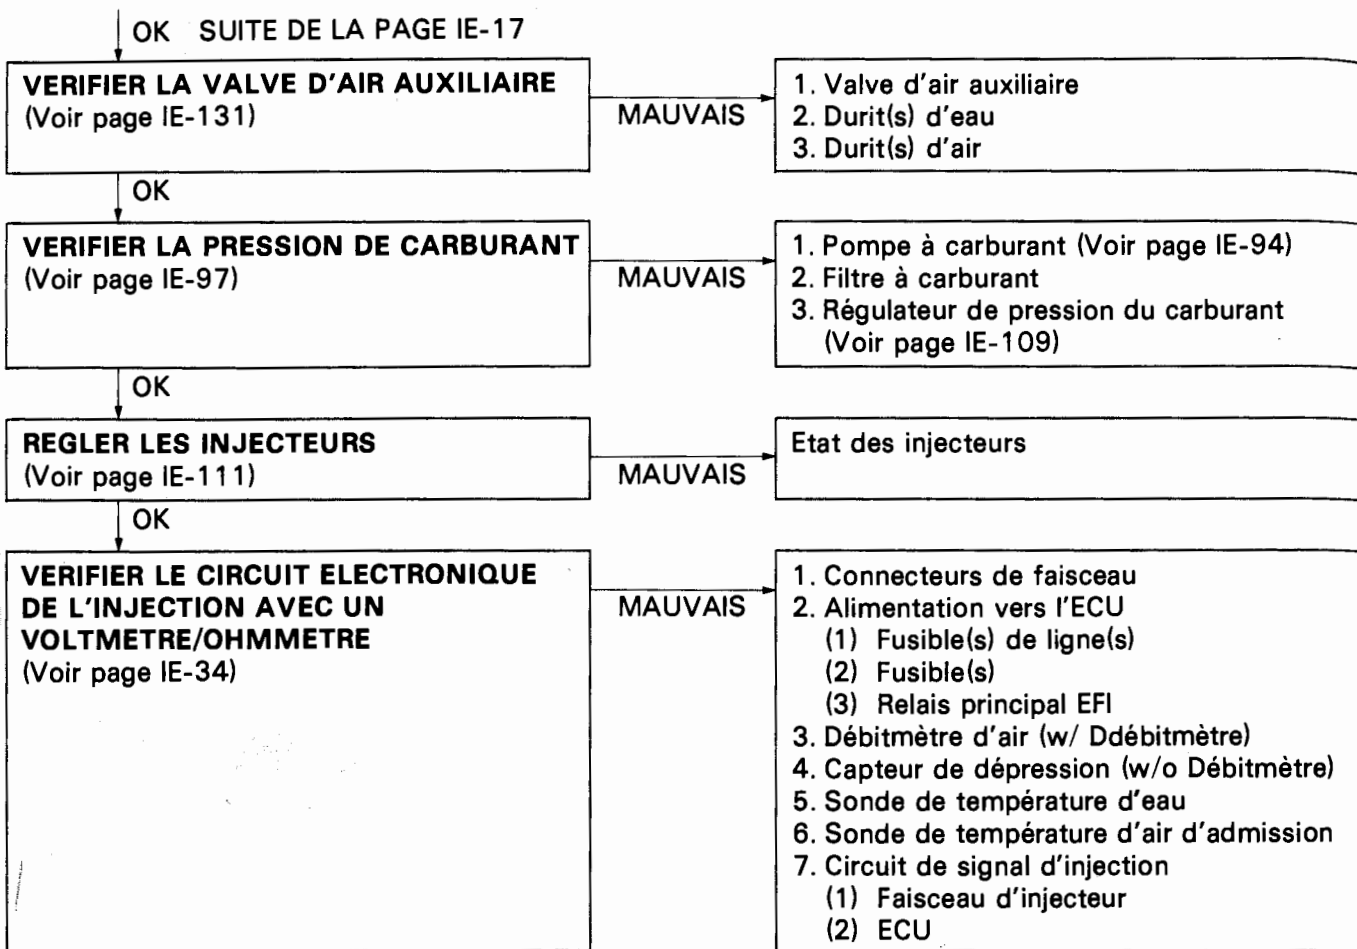 OK SUITE DE LA PAGE IE-17
VERIFIER LA VALVE D'AIR AUXILIAIRE
(Voir page IE-131)
MAUVAIS
1. Valve d'air auxiliaire
2. Durit(s) d'eau
3. Durit(s) d'air
OK
VERIFIER LA PRESSION DE CARBURANT
(Voir page IE-97)
MAUVAIS
1. Pompe à carburant (Voir page IE-94)
2. Filtre à carburant
3. Régulateur de pression du carburant
(Voir page IE-109)
OK
REGLER LES INJECTEURS
(Voir page IE-111)
MAUVAIS
Etat des injecteurs
OK
VERIFIER LE CIRCUIT ELECTRONIQUE
DE L'INJECTION AVEC UN
VOLTMETRE/OHMMETRE
(Voir page IE-34)
MAUVAIS
1. Connecteurs de faisceau
2. Alimentation vers l'ECU
(1) Fusible(s) de ligne(s)
(2) Fusible(s)
(3) Relais principal EFI
3. Débitmètre d'air (w/ Ddébitmètre)
4. Capteur de dépression (w/o Débitmètre)
5. Sonde de température d'eau
6. Sonde de température d'air d'admission
7. Circuit de signal d'injection
(1) Faisceau d'injecteur
(2) ECU